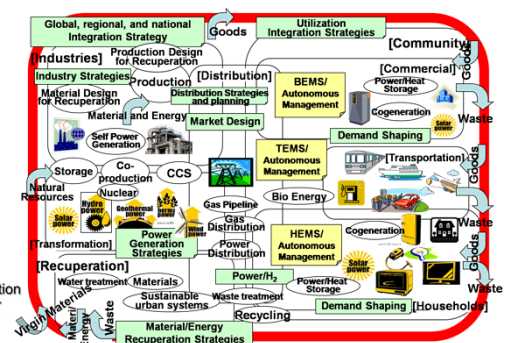 Global, regional, and national
Integration Strategy
Goods
Utilization
Integration Strategies
[Industries]
Production Design
for Recuperation
[Community]
Industry Strategies
Production
[Distribution]
BEMS/
Autonomous
Management
[Commercial]
Goods
Power/Heat
Storage
Material Design
for Recuperation
Distribution Strategies
and planning
Material and Energy
Market Design
Cogeneration
Solar
power
Waste
Self Power
Generation
Demand Shaping
TEMS/
Autonomous
Management
[Transportation]
Goods
Storage
Co-
production
CCS
Natural
Resources
Nuclear
Bio Energy
Solar
power
Hydro
power
Geothermal
power
Wind
power
Gas Pipeline
Gas
Distribution
Waste
HEMS/
Autonomous
Management
Cogeneration
[Transformation]
Power
Generation
Strategies
Power
Distribution
Goods
Solar
power
[Recuperation]
Power/H2
Power/Heat
Storage
Water treatment
Materials
Waste
Sustainable
urban systems
Waste treatment
Demand Shaping
[Households]
Recycling
Virgin Materials
Material
Energy
Waste
Material/Energy
Recuperation Strategies